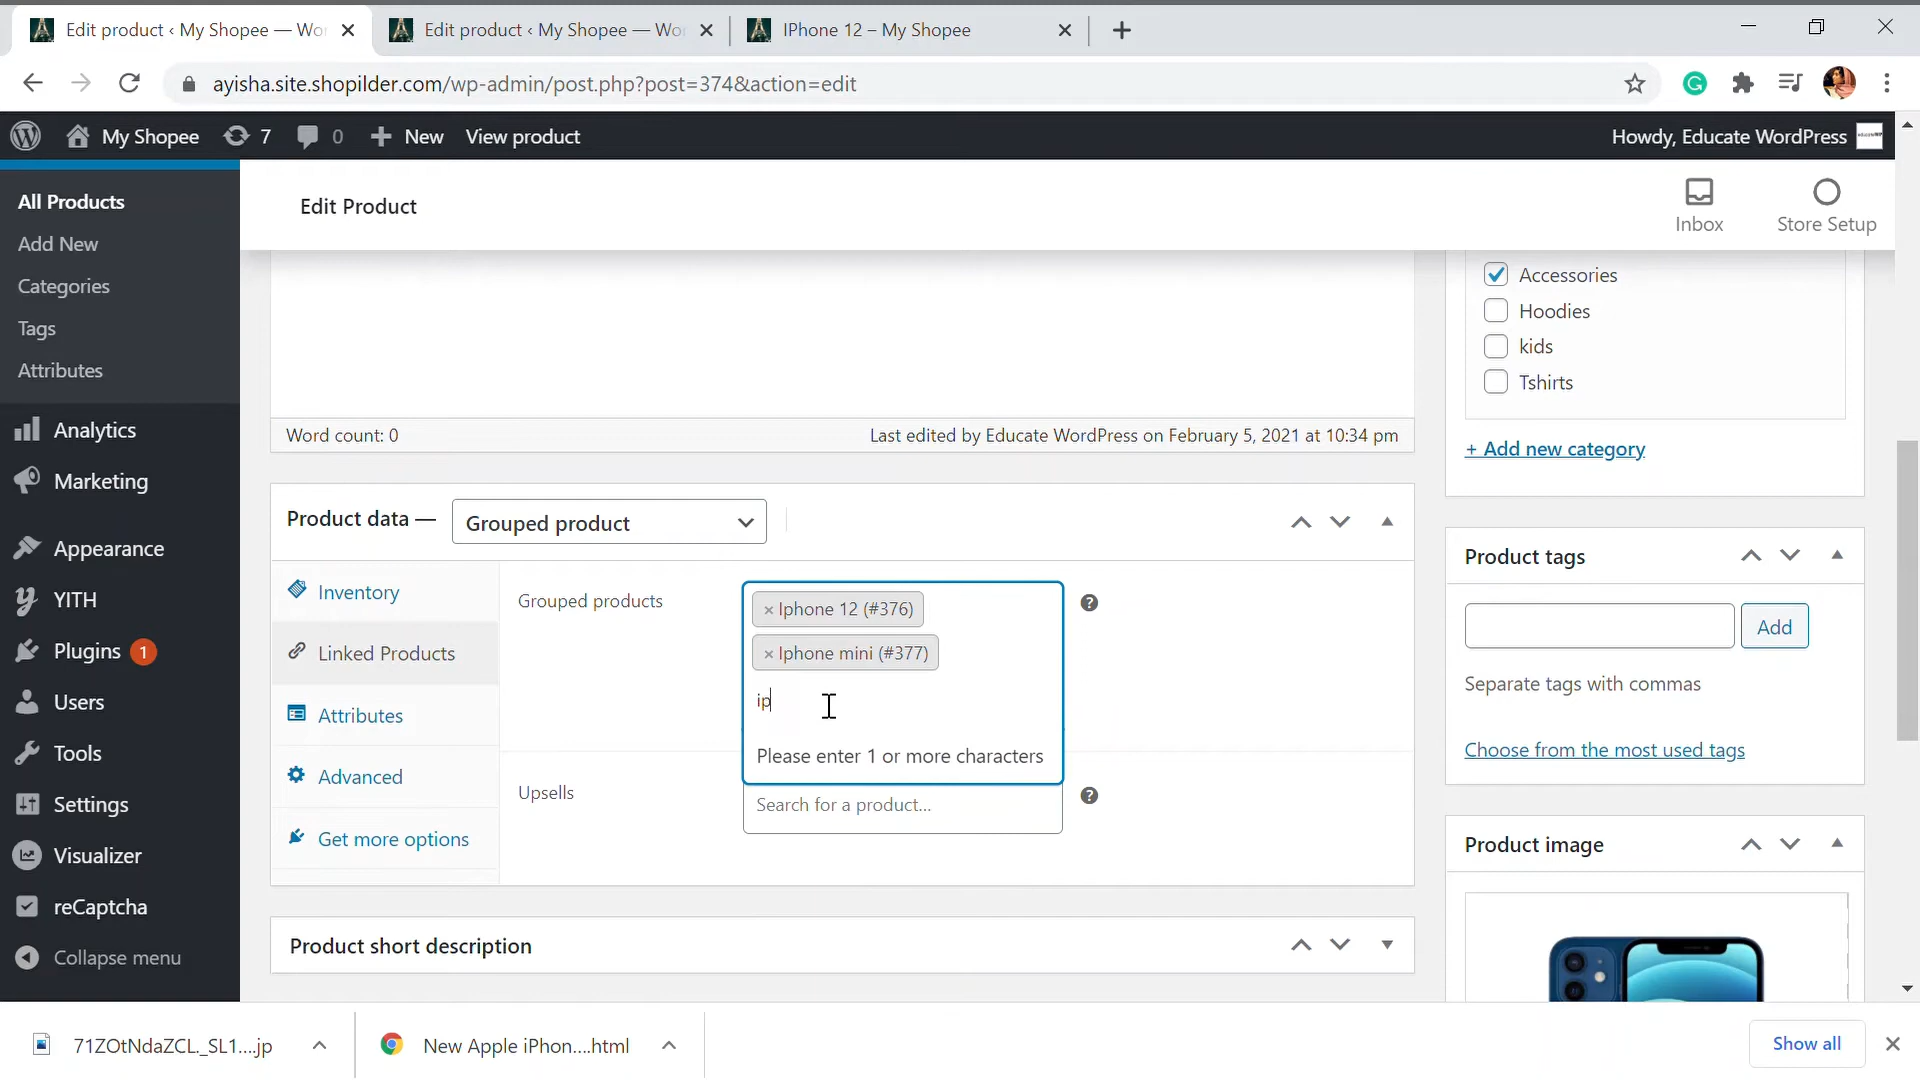 Edit product ‹ My Shopee — Wo
Edit product ‹ My Shopee — Wo
IPhone 12 – My Shopee
ayisha.site.shopilder.com/wp-admin/post.php?post=374&action=edit
My Shopee
7
0
New
View product
Howdy, Educate WordPress
All Products
Add New
Categories
Tags
Attributes
Analytics
Marketing
Appearance
YITH
Plugins 1
Users
Tools
Settings
Visualizer
reCaptcha
Collapse menu
Edit Product
Inbox
Store Setup
Word count: 0
Last edited by Educate WordPress on February 5, 2021 at 10:34 pm
Product data —
Grouped product
Inventory
Linked Products
Attributes
Advanced
Get more options
Grouped products
× Iphone 12 (#376)
× Iphone mini (#377)
ip
Please enter 1 or more characters
Upsells
Search for a product...
Product short description
Accessories
Hoodies
kids
Tshirts
+ Add new category
Product tags
Add
Separate tags with commas
Choose from the most used tags
Product image
71ZOtNdaZCL._SL1....jp
New Apple iPhon....html
Show all